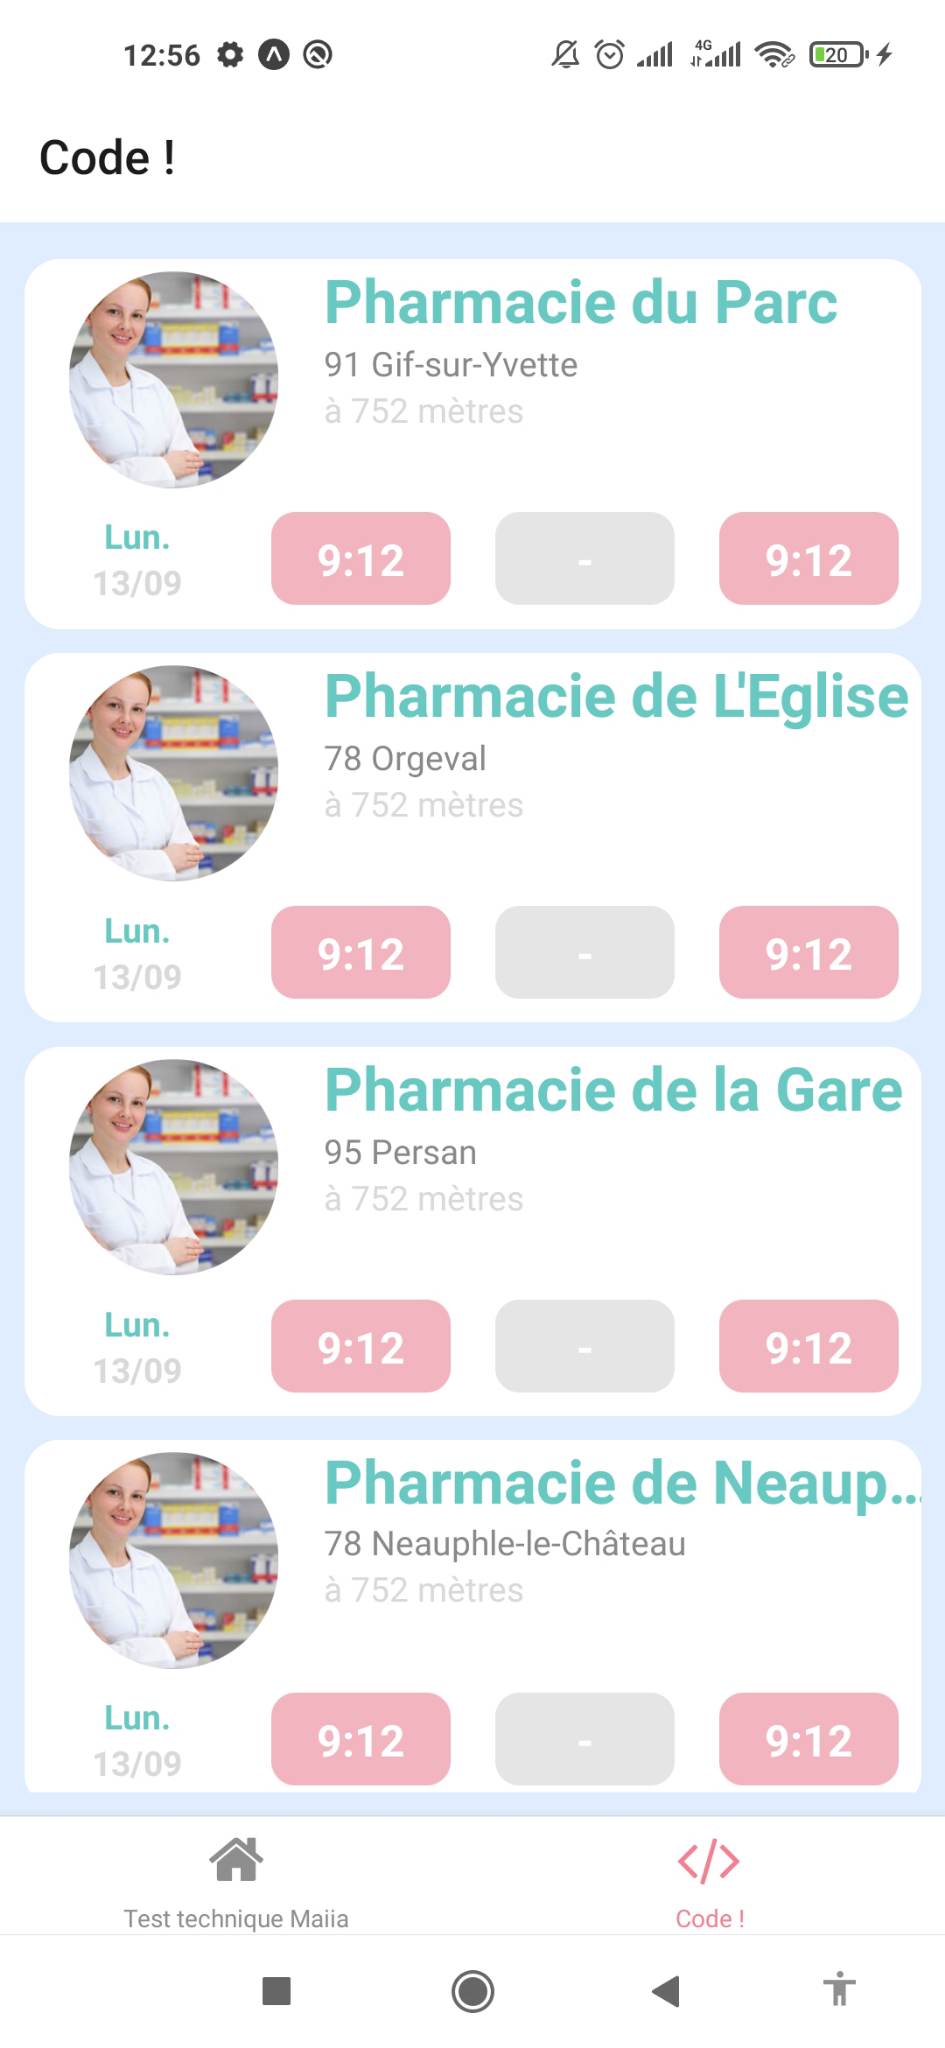 12:56 4G 20
Code !
Pharmacie du Parc
91 Gif-sur-Yvette
à 752 mètres
Lun.
13/09
9:12 - 9:12
Pharmacie de L'Eglise
78 Orgeval
à 752 mètres
Lun.
13/09
9:12 - 9:12
Pharmacie de la Gare
95 Persan
à 752 mètres
Lun.
13/09
9:12 - 9:12
Pharmacie de Neaup...
78 Neauphle-le-Château
à 752 mètres
Lun.
13/09
9:12 - 9:12
Test technique Maiia
Code !